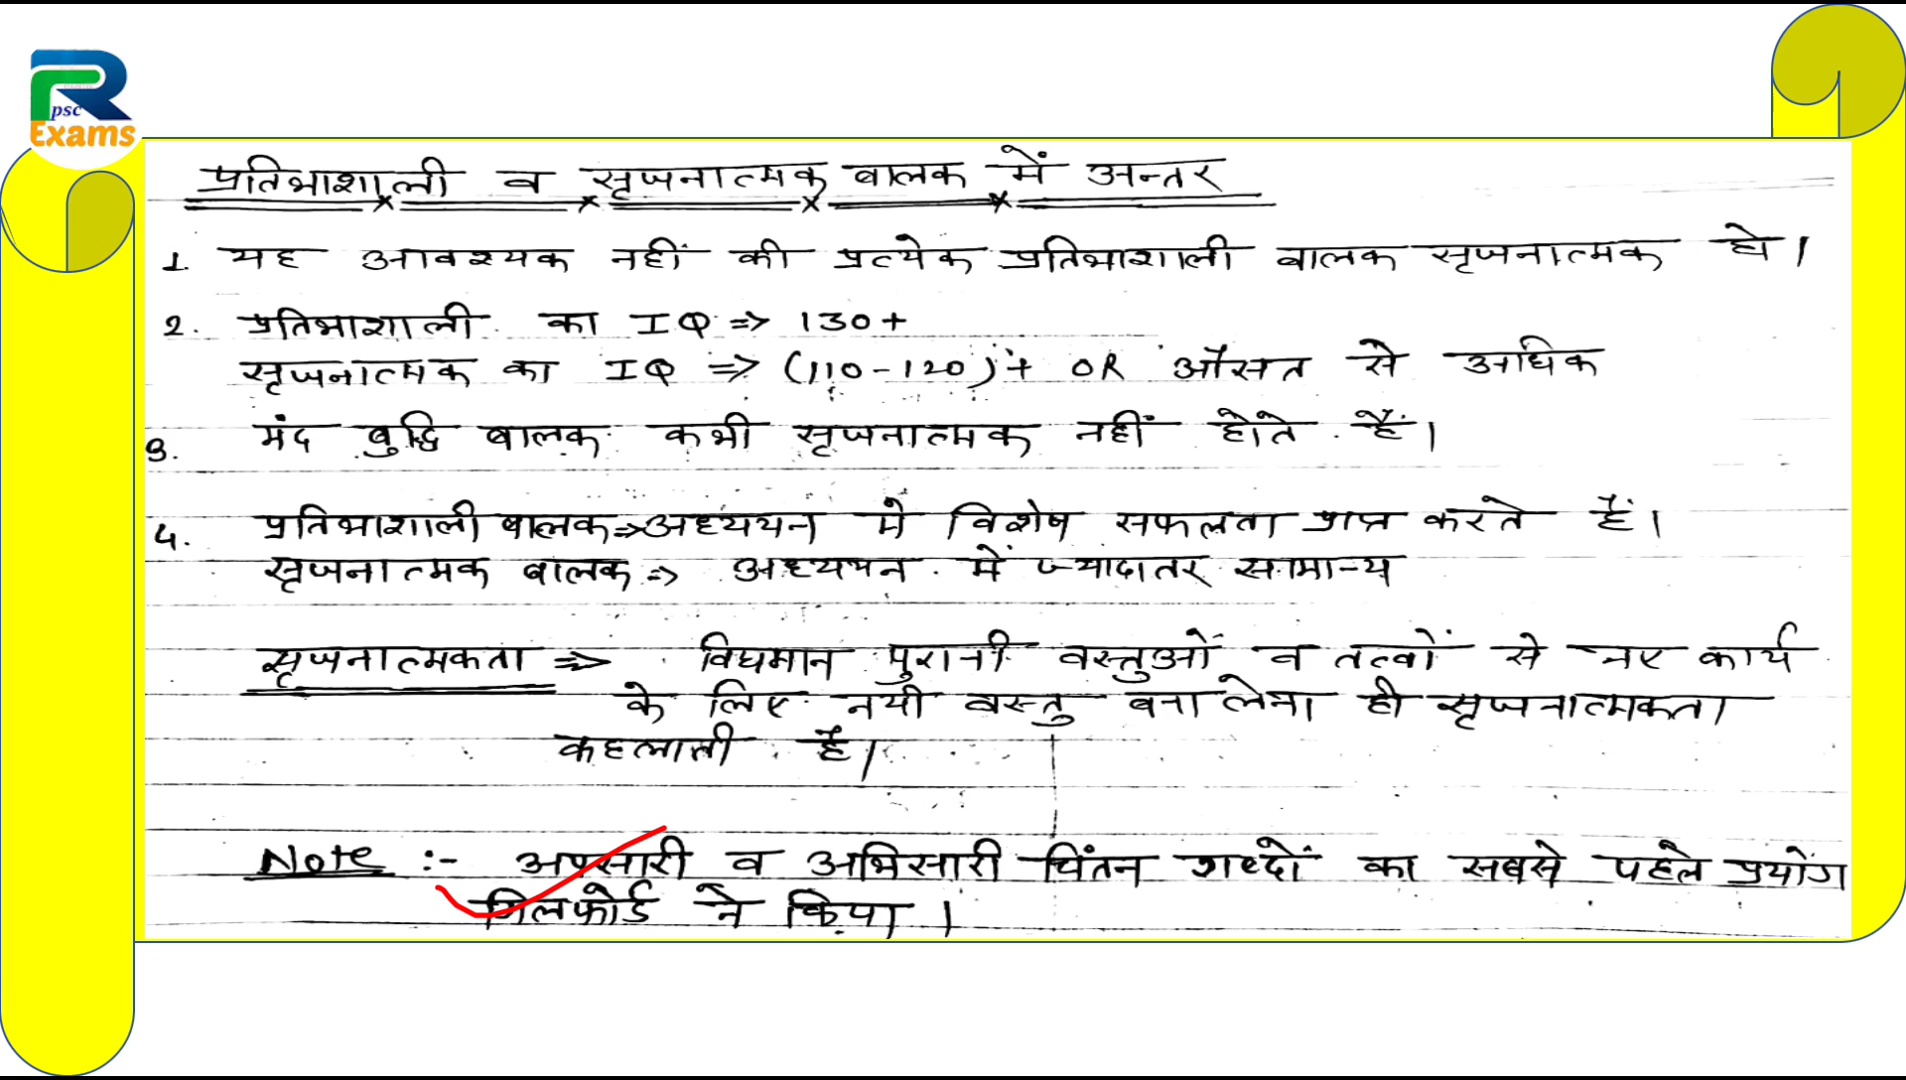 R
psc
Exams
प्रतिभाशाली व सृजनात्मक बालक में अन्तर
1. यह आवश्यक नहीं की प्रत्येक प्रतिभाशाली बालक सृजनात्मक हो।
2. प्रतिभाशाली का IQ ⇒ 130+
सृजनात्मक का IQ ⇒ (110-120)+ OR औसत से अधिक
3. मंद बुद्धि बालक कभी सृजनात्मक नहीं होते हैं।
4. प्रतिभाशाली बालक ⇒ अध्ययन मे विशेष सफलता प्राप्त करते हैं।
सृजनात्मक बालक ⇒ अध्ययन में ज्यादातर सामान्य
सृजनात्मकता ⇒ विद्यमान पुरानी वस्तुओं व तत्वों से नए कार्य
के लिए नयी वस्तु बना लेना ही सृजनात्मकता
कहलाती है।
Note :- अपसारी व अभिसारी चिंतन शब्दों का सबसे पहले प्रयोग
गिलफोर्ड ने किया।